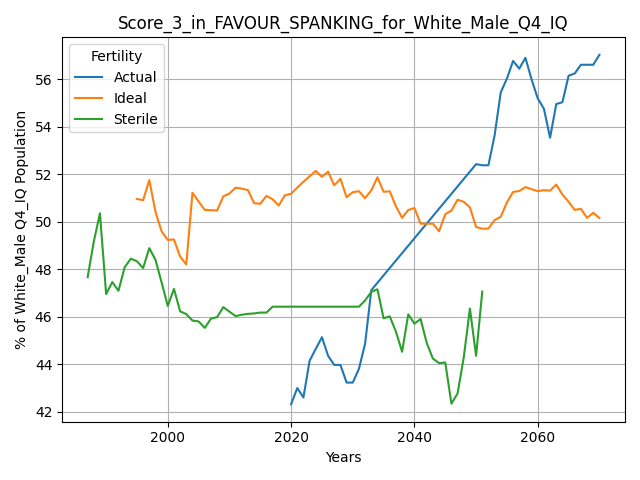 Score_3_in_FAVOUR_SPANKING_for_White_Male_Q4_IQ
Fertility
Actual
Ideal
Sterile
% of White_Male Q4_IQ Population
56
54
52
50
48
46
44
42
2000
2020
2040
2060
Years